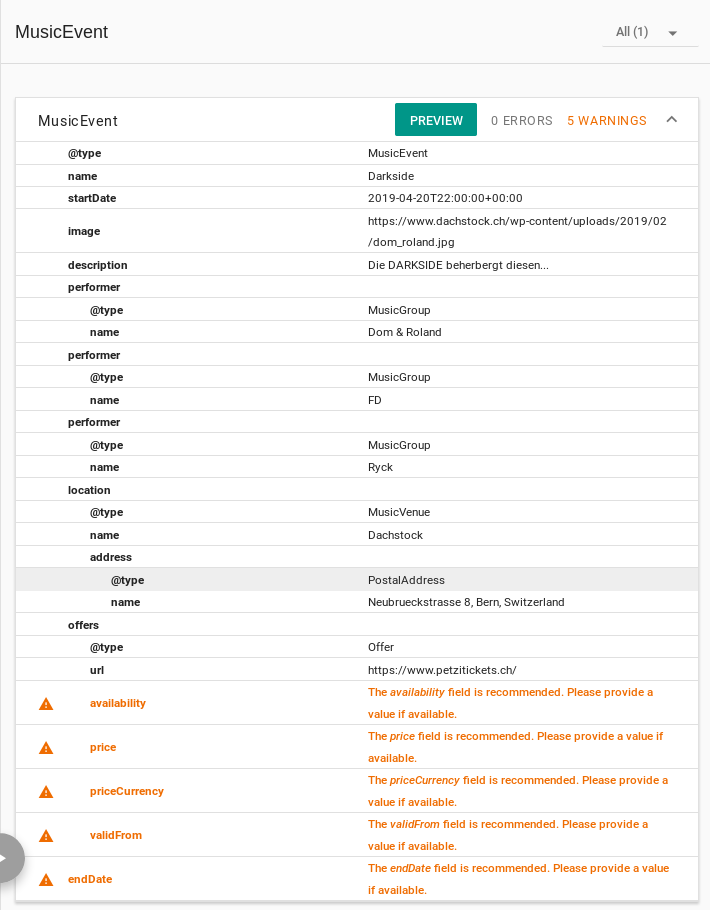 MusicEvent
All (1)
MusicEvent PREVIEW 0 ERRORS 5 WARNINGS
@type MusicEvent
name Darkside
startDate 2019-04-20T22:00:00+00:00
image https://www.dachstock.ch/wp-content/uploads/2019/02
/dom_roland.jpg
description Die DARKSIDE beherbergt diesen...
performer
@type MusicGroup
name Dom & Roland
performer
@type MusicGroup
name FD
performer
@type MusicGroup
name Ryck
location
@type MusicVenue
name Dachstock
address
@type PostalAddress
name Neubrueckstrasse 8, Bern, Switzerland
offers
@type Offer
url https://www.petzitickets.ch/
availability The availability field is recommended. Please provide a
value if available.
price The price field is recommended. Please provide a value if
available.
priceCurrency The priceCurrency field is recommended. Please provide a
value if available.
validFrom The validFrom field is recommended. Please provide a
value if available.
endDate The endDate field is recommended. Please provide a value
if available.